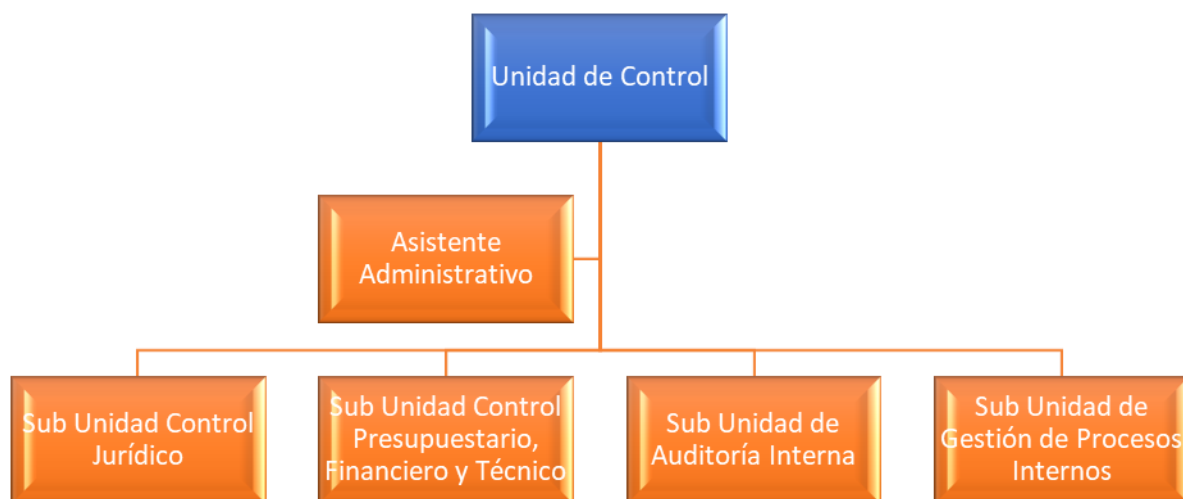 Unidad de Control
Asistente
Administrativo
Sub Unidad Control
Jurídico
Sub Unidad Control
Presupuestario,
Financiero y Técnico
Sub Unidad de
Auditoría Interna
Sub Unidad de
Gestión de Procesos
Internos